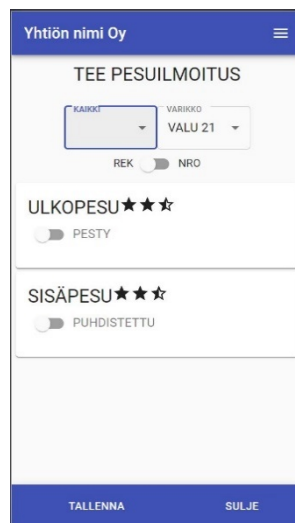 Yhtiön nimi Oy
TEE PESUILMOITUS
KAIKKI VARIKKO
VALU 21
REK NRO
ULKOPESU
PESTY
SISÄPESU
PUHDISTETTU
TALLENNA SULJE